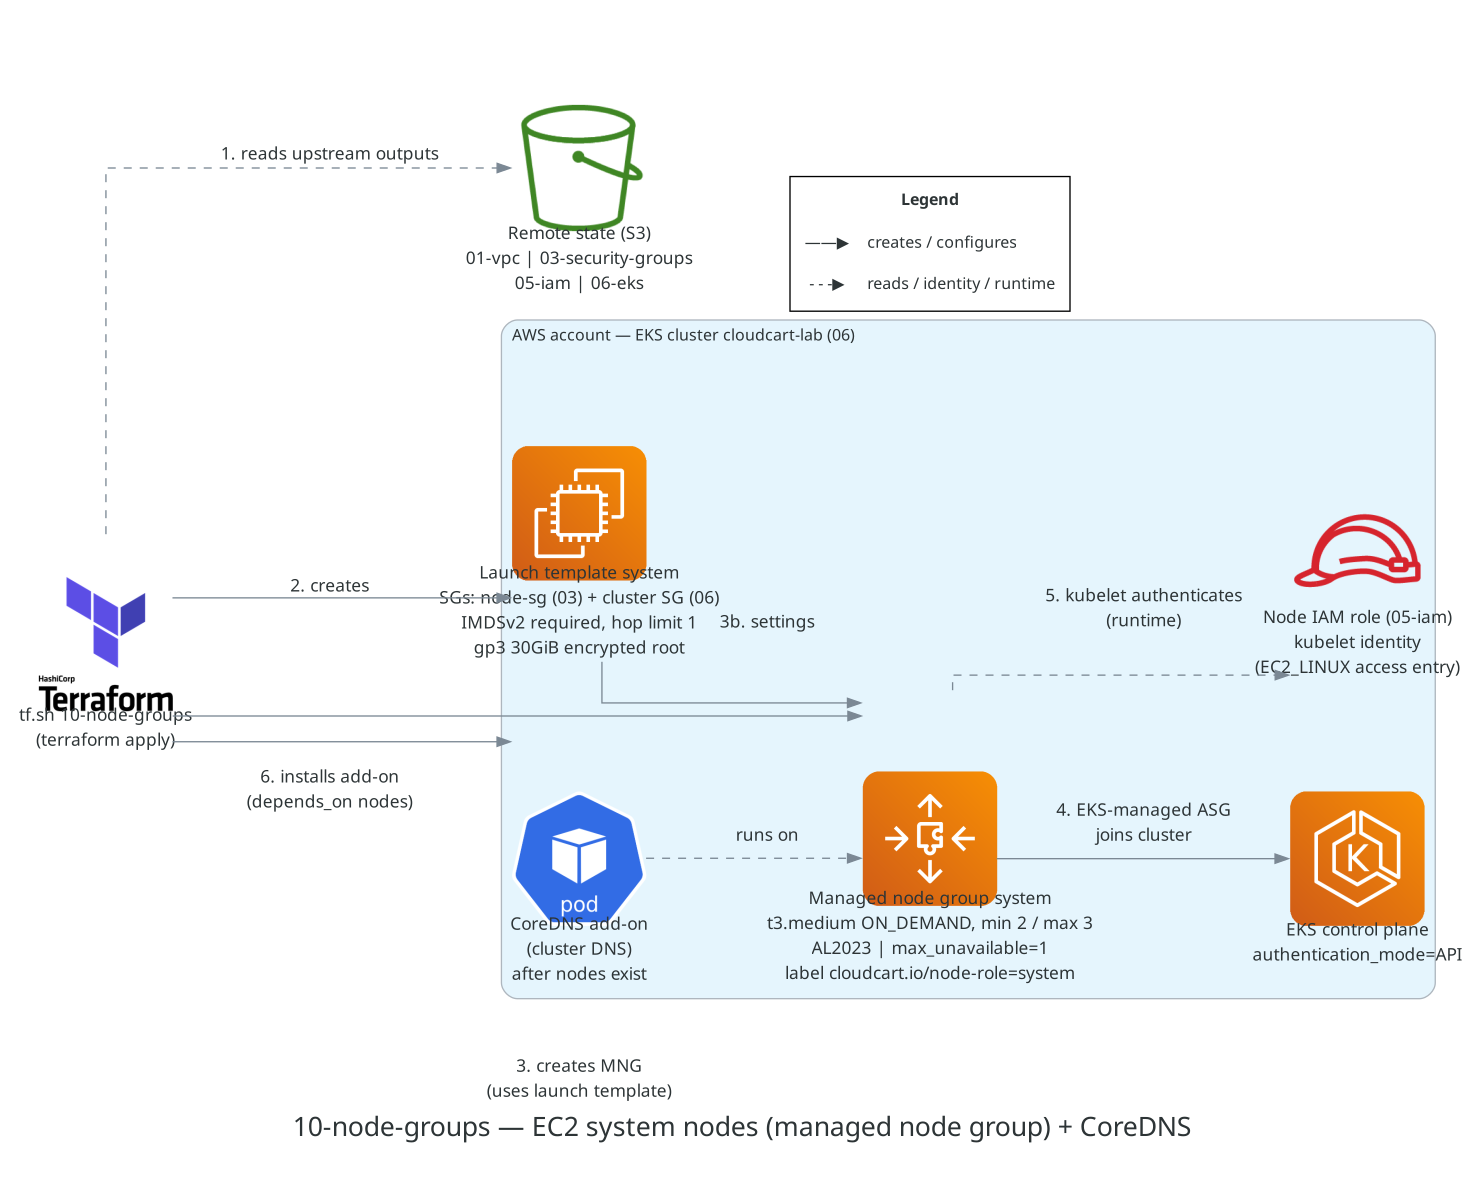 1. reads upstream outputs
Remote state (S3)
01-vpc | 03-security-groups
05-iam | 06-eks
Legend
creates / configures
reads / identity / runtime
AWS account — EKS cluster cloudcart-lab (06)
2. creates
Launch template system
SGs: node-sg (03) + cluster SG (06)
IMDSv2 required, hop limit 1
gp3 30GiB encrypted root
3b. settings
5. kubelet authenticates
(runtime)
Node IAM role (05-iam)
kubelet identity
(EC2_LINUX access entry)
HashiCorp
Terraform
tf.sh 10-node-groups
(terraform apply)
6. installs add-on
(depends_on nodes)
pod
CoreDNS add-on
(cluster DNS)
after nodes exist
runs on
Managed node group system
t3.medium ON_DEMAND, min 2 / max 3
AL2023 | max_unavailable=1
label cloudcart.io/node-role=system
4. EKS-managed ASG
joins cluster
K
EKS control plane
authentication_mode=API
3. creates MNG
(uses launch template)
10-node-groups — EC2 system nodes (managed node group) + CoreDNS